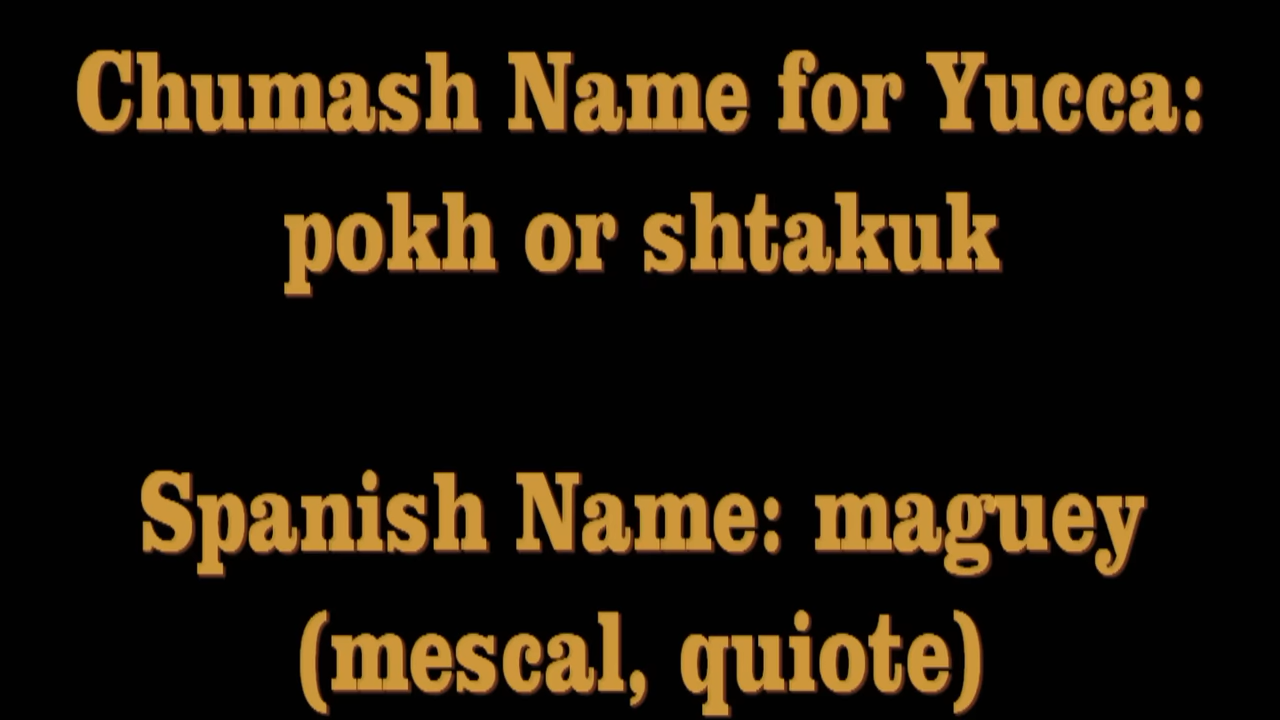 Chumash Name for Yucca:
pokh or shtakuk
Spanish Name: maguey
(mescal, quiote)